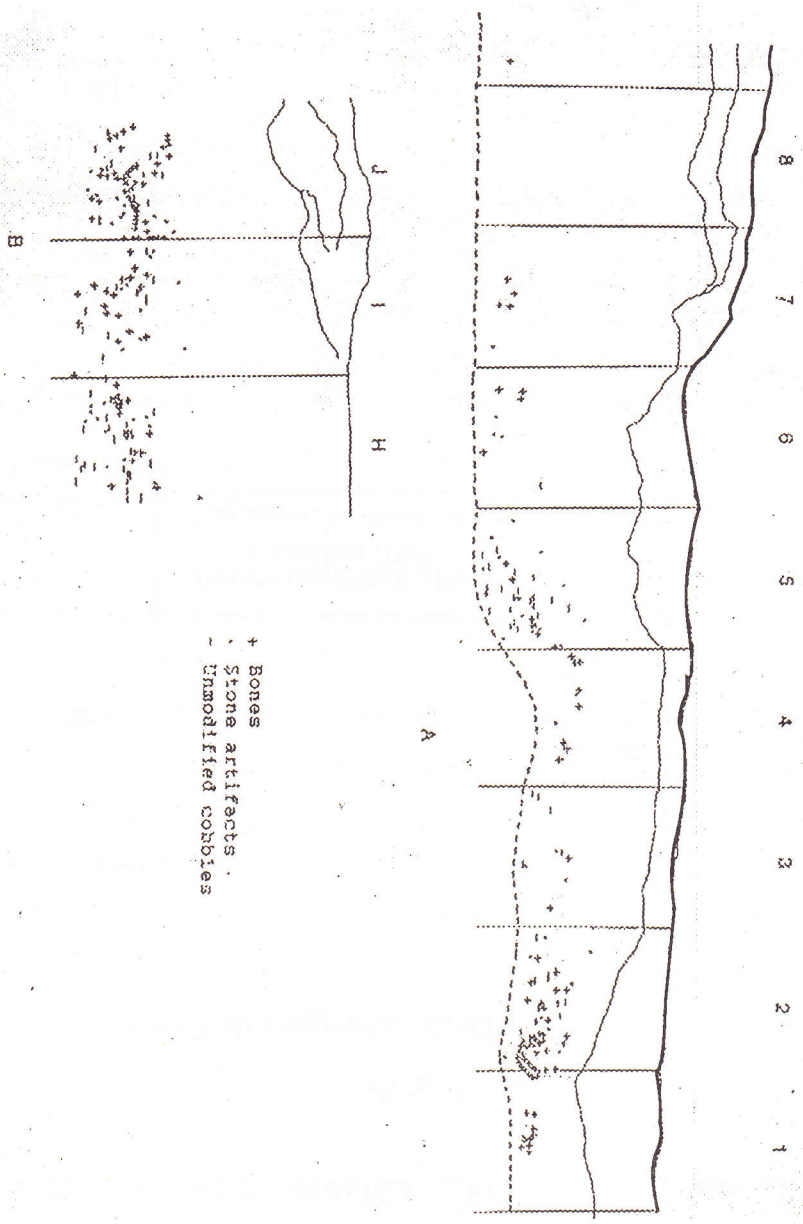 8 7 6 5 4 3 2 1
A
J I H
B
+ Bones
· Stone artifacts
- Unmodified cobbles